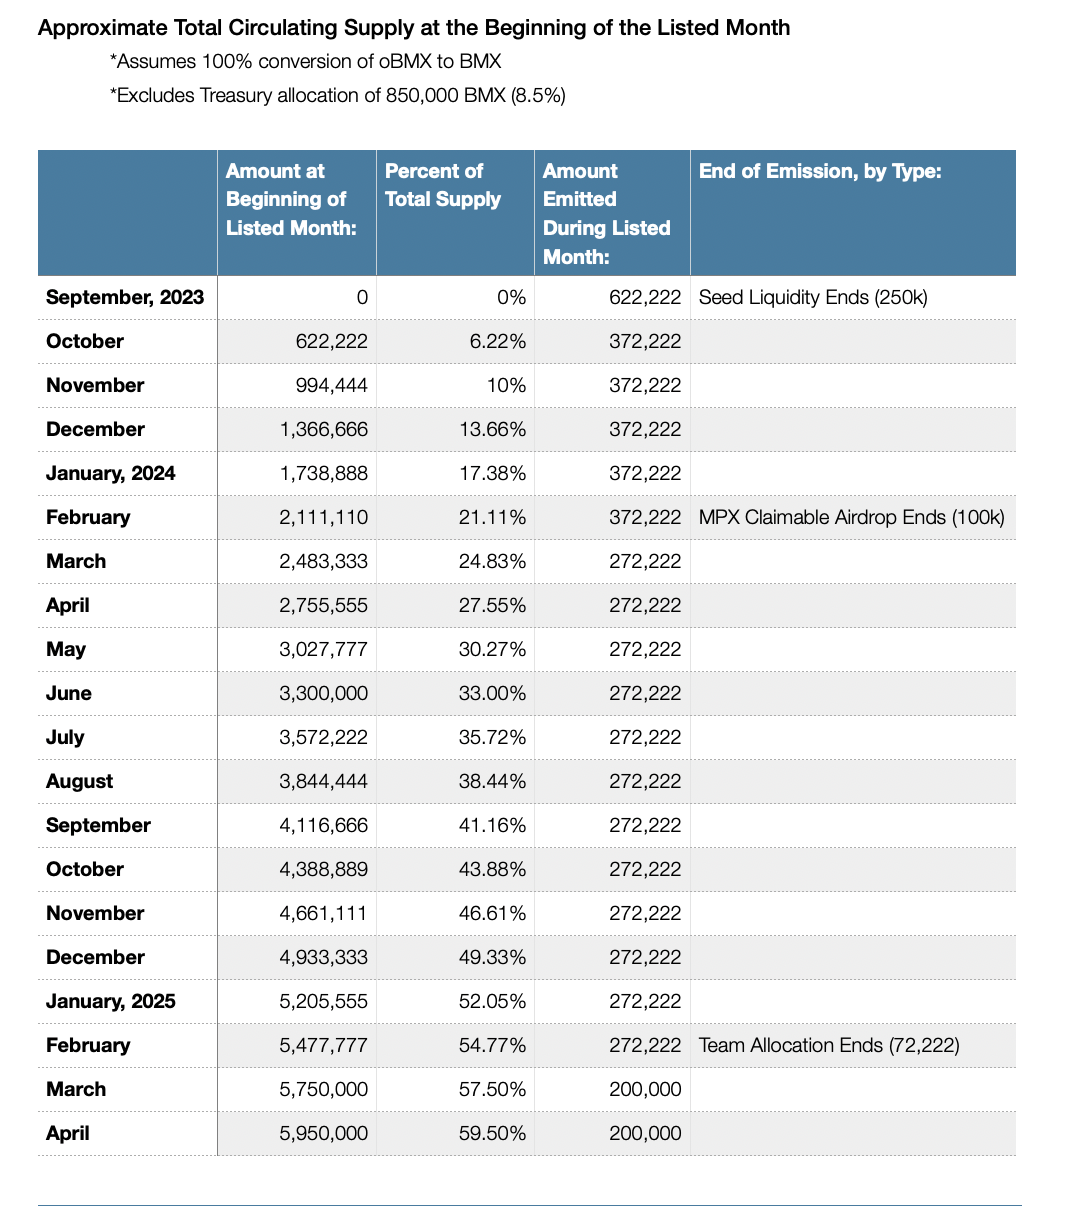 Approximate Total Circulating Supply at the Beginning of the Listed Month
*Assumes 100% conversion of oBMX to BMX
*Excludes Treasury allocation of 850,000 BMX (8.5%)
Amount at Beginning of Listed Month: Percent of Total Supply Amount Emitted During Listed Month: End of Emission, by Type:
September, 2023 0 0% 622,222 Seed Liquidity Ends (250k)
October 622,222 6.22% 372,222
November 994,444 10% 372,222
December 1,366,666 13.66% 372,222
January, 2024 1,738,888 17.38% 372,222
February 2,111,110 21.11% 372,222 MPX Claimable Airdrop Ends (100k)
March 2,483,333 24.83% 272,222
April 2,755,555 27.55% 272,222
May 3,027,777 30.27% 272,222
June 3,300,000 33.00% 272,222
July 3,572,222 35.72% 272,222
August 3,844,444 38.44% 272,222
September 4,116,666 41.16% 272,222
October 4,388,889 43.88% 272,222
November 4,661,111 46.61% 272,222
December 4,933,333 49.33% 272,222
January, 2025 5,205,555 52.05% 272,222
February 5,477,777 54.77% 272,222 Team Allocation Ends (72,222)
March 5,750,000 57.50% 200,000
April 5,950,000 59.50% 200,000